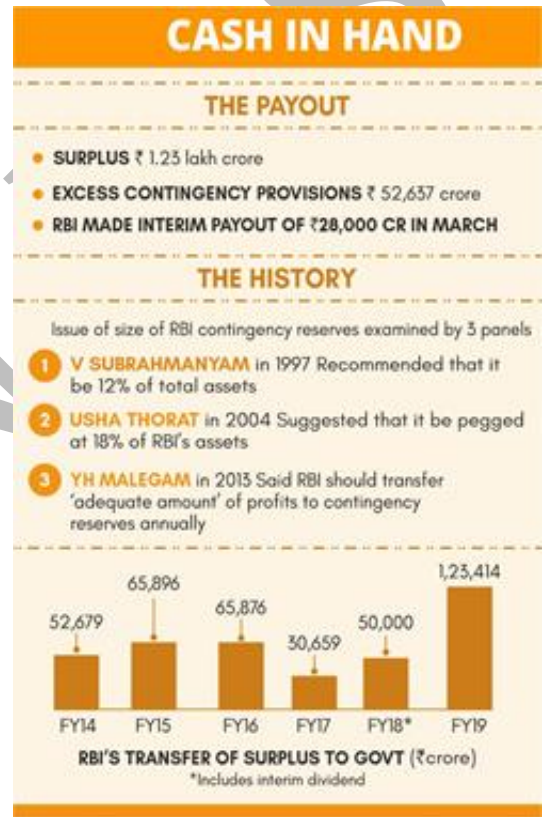 CASH IN HAND
THE PAYOUT
• SURPLUS ₹ 1.23 lakh crore
• EXCESS CONTINGENCY PROVISIONS ₹ 52,637 crore
• RBI MADE INTERIM PAYOUT OF ₹28,000 CR IN MARCH
THE HISTORY
Issue of size of RBI contingency reserves examined by 3 panels
1 V SUBRAHMANYAM in 1997 Recommended that it
be 12% of total assets
2 USHA THORAT in 2004 Suggested that it be pegged
at 18% of RBI's assets
3 YH MALEGAM in 2013 Said RBI should transfer
'adequate amount' of profits to contingency
reserves annually
52,679 65,896 65,876 30,659 50,000 1,23,414
FY14 FY15 FY16 FY17 FY18* FY19
RBI'S TRANSFER OF SURPLUS TO GOVT (₹crore)
*Includes interim dividend